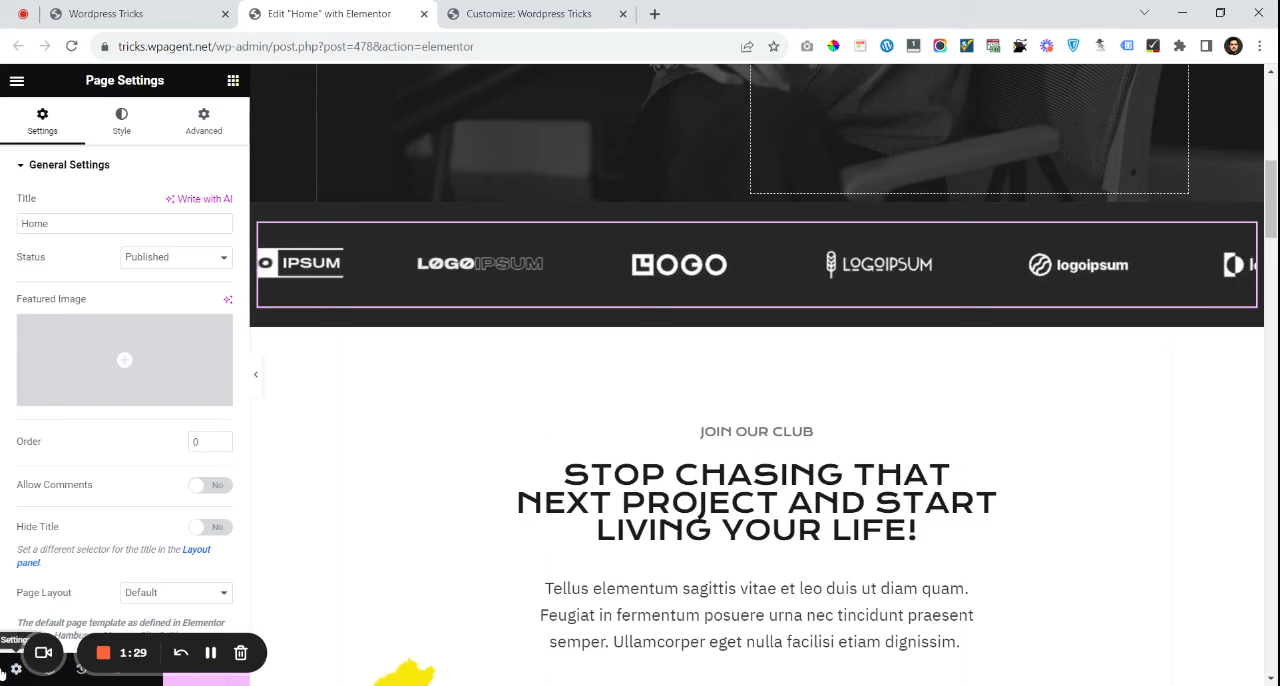 Wordpress Tricks
Edit "Home" with Elementor
Customize: Wordpress Tricks
tricks.wpagent.net/wp-admin/post.php?post=478&action=elementor
Page Settings
Settings
Style
Advanced
General Settings
Title
Write with AI
Home
Status
Published
Featured Image
Order
0
Allow Comments
No
Hide Title
No
Set a different selector for the title in the Layout
panel.
Page Layout
Default
The default page template as defined in Elementor
Settings
1:29
O IPSUM
LOGOIPSUM
LOGO
LOGOIPSUM
logoipsum
JOIN OUR CLUB
STOP CHASING THAT
NEXT PROJECT AND START
LIVING YOUR LIFE!
Tellus elementum sagittis vitae et leo duis ut diam quam.
Feugiat in fermentum posuere urna nec tincidunt praesent
semper. Ullamcorper eget nulla facilisi etiam dignissim.